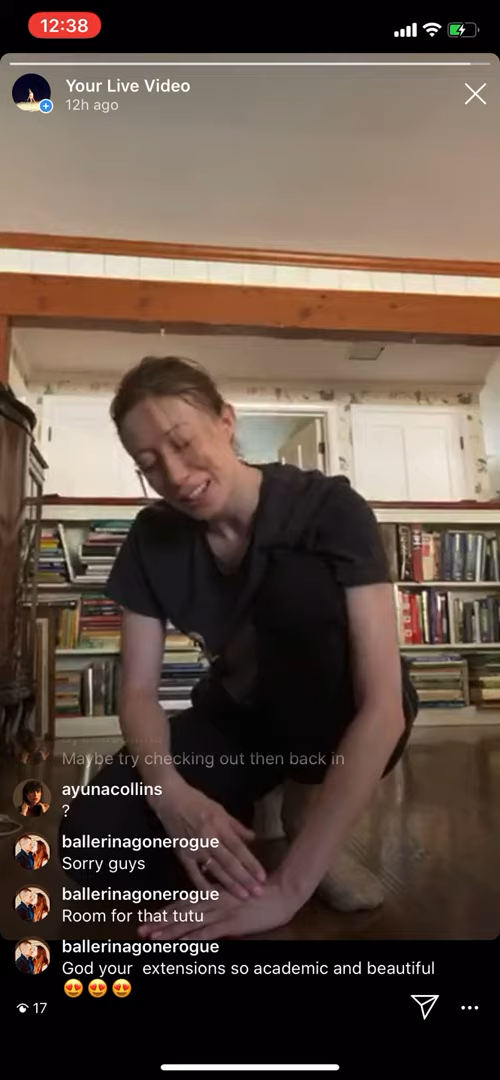 12:38
Your Live Video
12h ago
Maybe try checking out then back in
ayunacollins
?
ballerinagonerogue
Sorry guys
ballerinagonerogue
Room for that tutu
ballerinagonerogue
God your extensions so academic and beautiful
😍😍😍
17